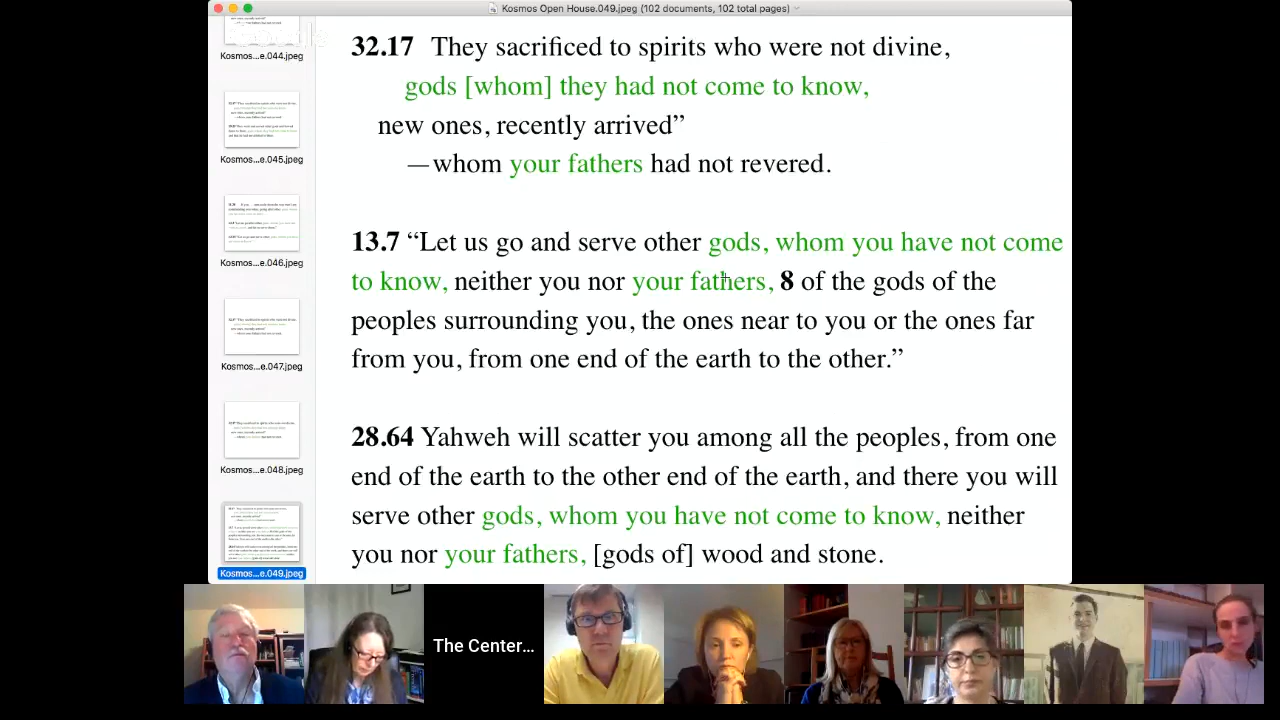 Kosmos Open House.049.jpeg (102 documents, 102 total pages)
Kosmos...e.044.jpeg
Kosmos...e.045.jpeg
Kosmos...e.046.jpeg
Kosmos...e.047.jpeg
Kosmos...e.048.jpeg
Kosmos...e.049.jpeg
32.17 They sacrificed to spirits who were not divine,
gods [whom] they had not come to know,
new ones, recently arrived”
—whom your fathers had not revered.
13.7 “Let us go and serve other gods, whom you have not come
to know, neither you nor your fathers, 8 of the gods of the
peoples surrounding you, the ones near to you or the ones far
from you, from one end of the earth to the other.”
28.64 Yahweh will scatter you among all the peoples, from one
end of the earth to the other end of the earth, and there you will
serve other gods, whom you have not come to know, neither
you nor your fathers, [gods of] wood and stone.
The Center...